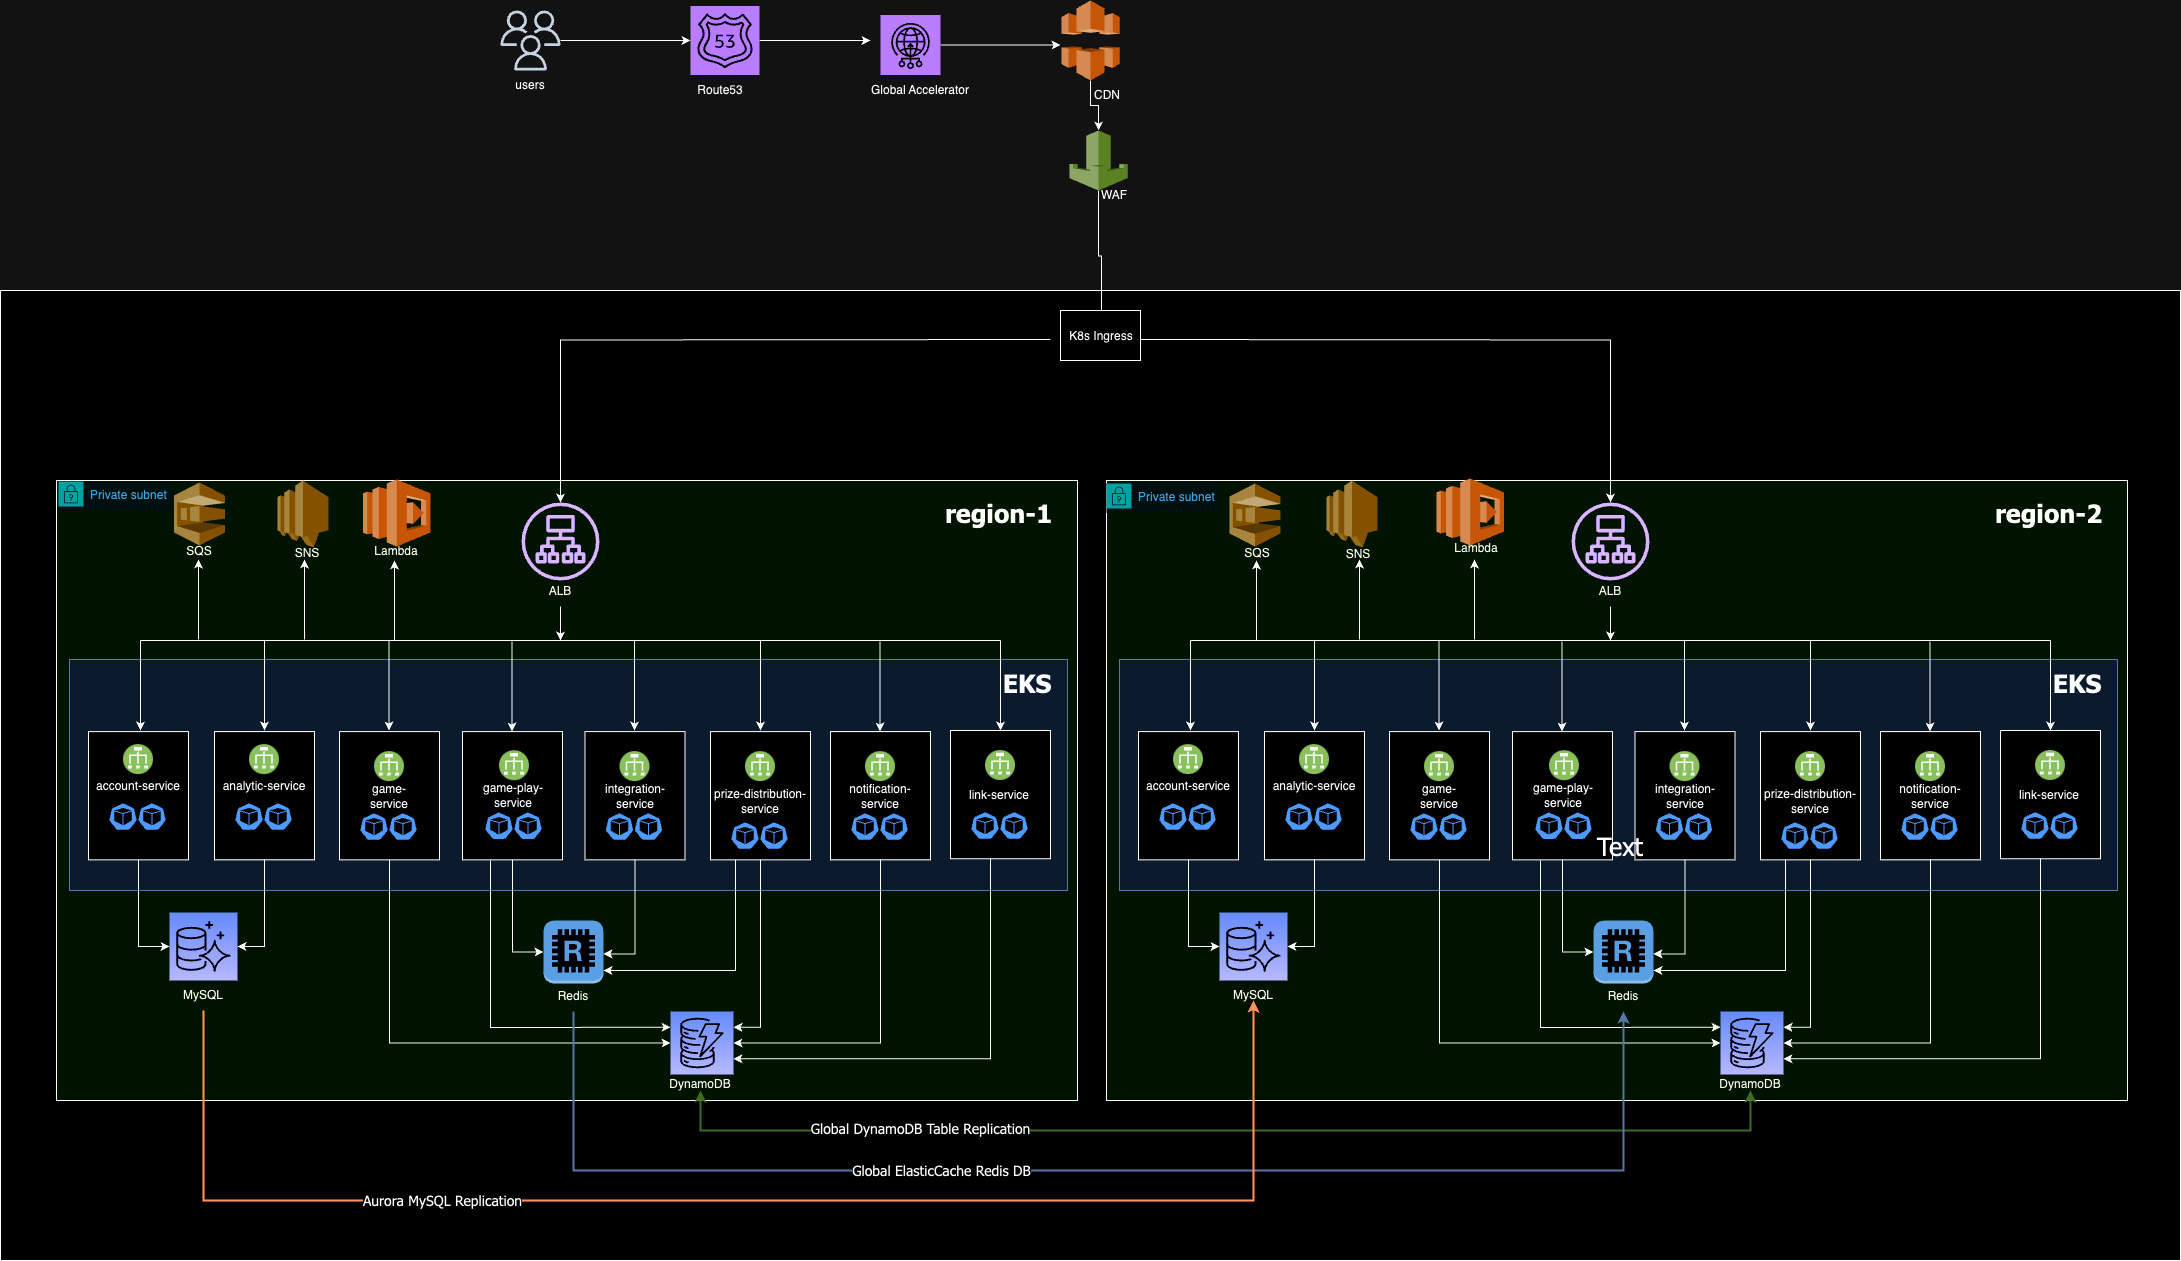 53
users
Route53
Global Accelerator
CDN
WAF
K8s Ingress
Private subnet
SQS
SNS
Lambda
ALB
region-1
EKS
account-service
analytic-service
game-
service
game-play-
service
integration-
service
prize-distribution-
service
notification-
service
link-service
MySQL
R
Redis
DynamoDB
Private subnet
SQS
SNS
Lambda
ALB
region-2
EKS
account-service
analytic-service
game-
service
game-play-
service
Text
integration-
service
prize-distribution-
service
notification-
service
link-service
MySQL
R
Redis
DynamoDB
Global DynamoDB Table Replication
Global ElasticCache Redis DB
Aurora MySQL Replication